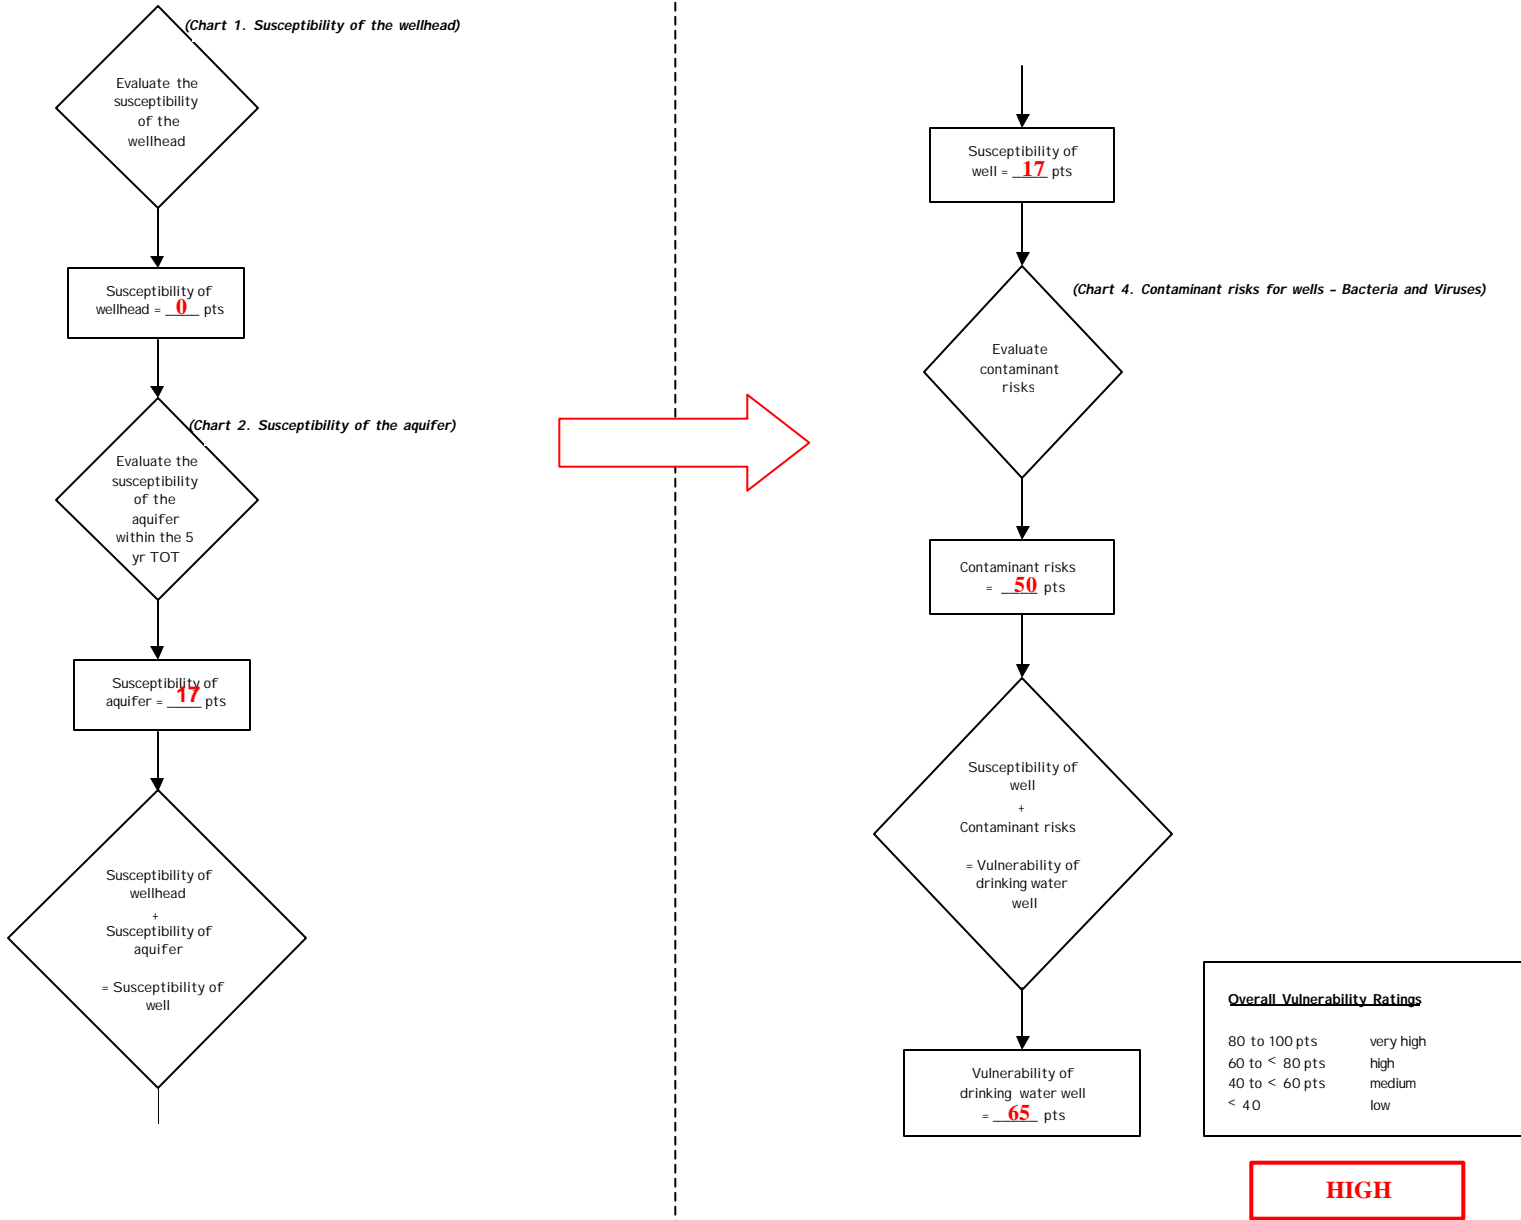 (Chart 1. Susceptibility of the wellhead)
Evaluate the
susceptibility
of the
wellhead
Susceptibility of
wellhead = 0 pts
(Chart 2. Susceptibility of the aquifer)
Evaluate the
susceptibility
of the
aquifer
within the 5
yr TOT
Susceptibility of
aquifer = 17 pts
Susceptibility of
wellhead
+
Susceptibility of
aquifer
= Susceptibility of
well
Susceptibility of
well = 17 pts
(Chart 4. Contaminant risks for wells – Bacteria and Viruses)
Evaluate
contaminant
risks
Contaminant risks
= 50 pts
Susceptibility of
well
+
Contaminant risks
= Vulnerability of
drinking water
well
Vulnerability of
drinking water well
= 65 pts
Overall Vulnerability Ratings
80 to 100 pts very high
60 to < 80 pts high
40 to < 60 pts medium
< 40 low
HIGH